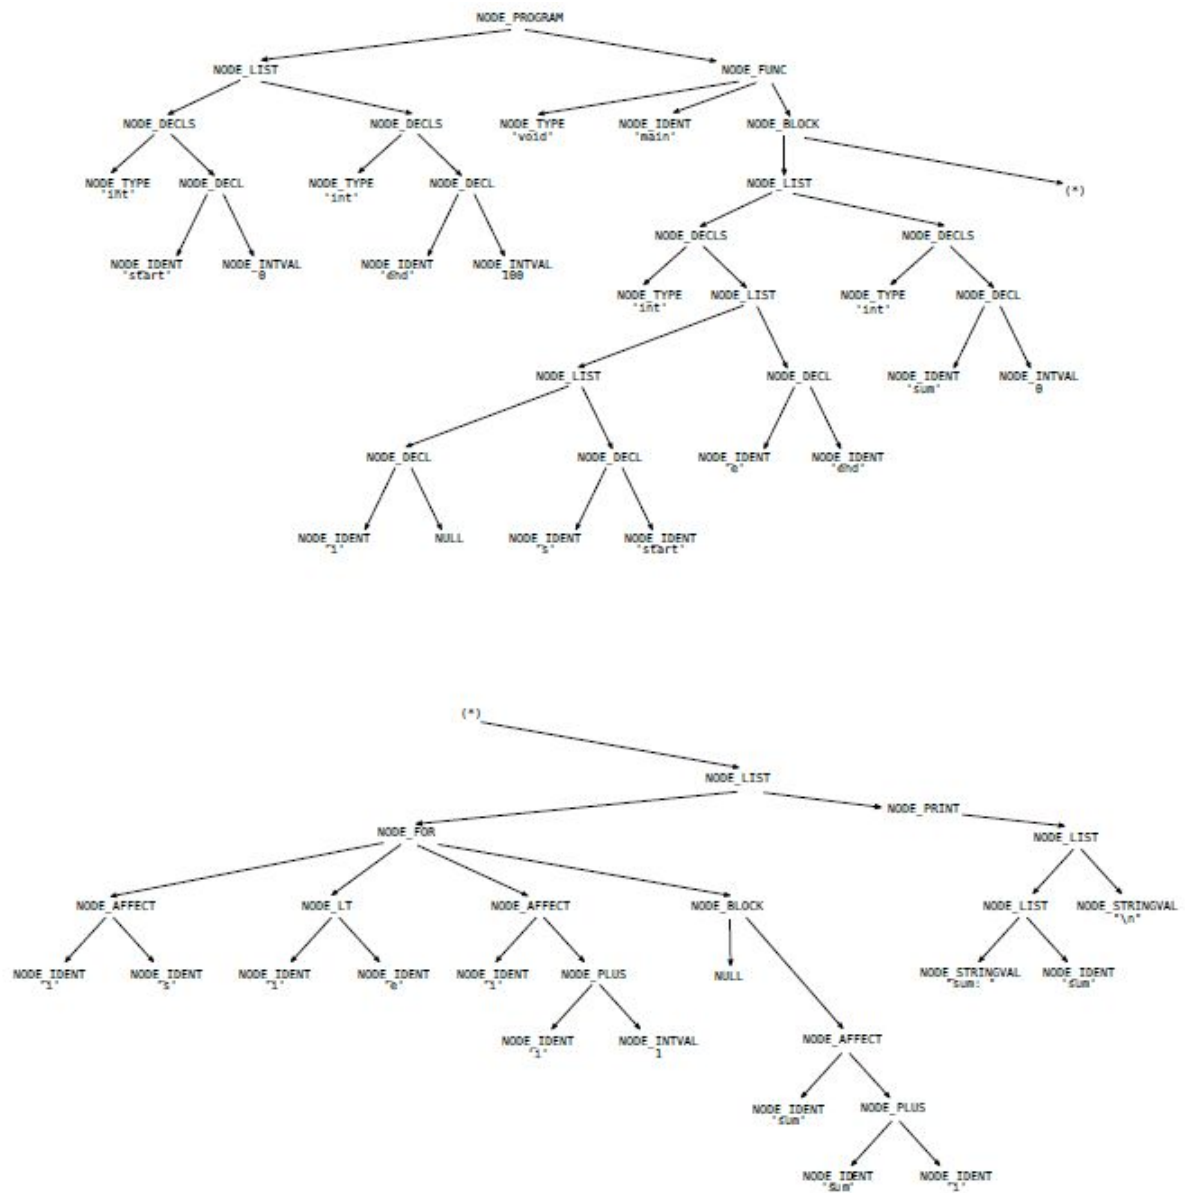 NODE_PROGRAM
NODE_LIST NODE_FUNC
NODE_DECLS NODE_DECLS NODE_TYPE NODE_IDENT NODE_BLOCK
'void' 'main'
NODE_TYPE NODE_DECL NODE_TYPE NODE_DECL NODE_LIST (*)
'int' 'int'
NODE_DECLS NODE_DECLS
NODE_IDENT NODE_INTVAL NODE_IDENT NODE_INTVAL
'start' 0 'end' 100
NODE_TYPE NODE_LIST NODE_TYPE NODE_DECL
'int' 'int'
NODE_LIST NODE_DECL NODE_IDENT NODE_INTVAL
'sum' 0
NODE_DECL NODE_DECL NODE_IDENT NODE_IDENT
'e' 'end'
NODE_IDENT NULL NODE_IDENT NODE_IDENT
'i' 's' 'start'
(*)
NODE_LIST
NODE_PRINT
NODE_FOR NODE_LIST
NODE_AFFECT NODE_LT NODE_AFFECT NODE_BLOCK NODE_LIST NODE_STRINGVAL
"\n"
NODE_IDENT NODE_IDENT NODE_IDENT NODE_IDENT NODE_IDENT NODE_PLUS NULL NODE_STRINGVAL NODE_IDENT
'i' 's' 'i' 'e' 'i' "sum: " 'sum'
NODE_IDENT NODE_INTVAL NODE_AFFECT
'i' 1
NODE_IDENT NODE_PLUS
'sum'
NODE_IDENT NODE_IDENT
'sum' 'i'